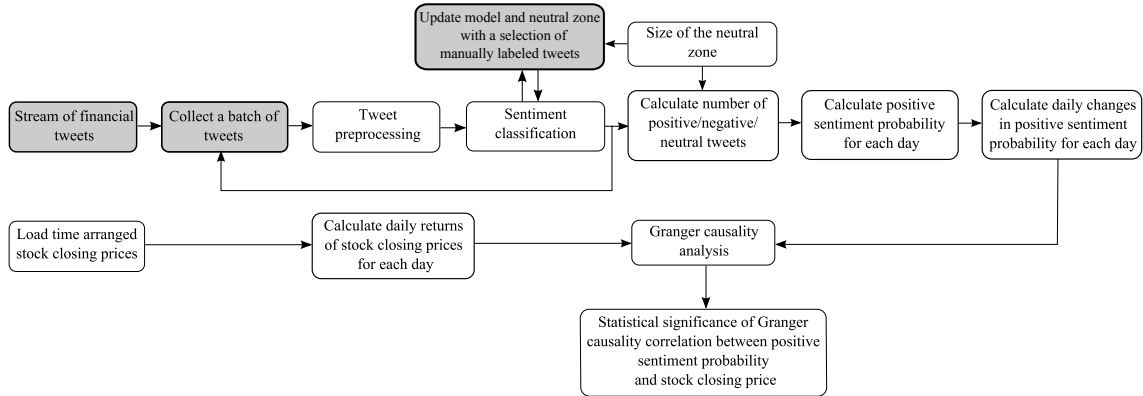 Update model and neutral zone
with a selection of
manually labeled tweets
Size of the neutral
zone
Stream of financial
tweets
Collect a batch of
tweets
Tweet
preprocessing
Sentiment
classification
Calculate number of
positive/negative/
neutral tweets
Calculate positive
sentiment probability
for each day
Calculate daily changes
in positive sentiment
probability for each day
Load time arranged
stock closing prices
Calculate daily returns
of stock closing prices
for each day
Granger causality
analysis
Statistical significance of Granger
causality correlation between positive
sentiment probability
and stock closing price